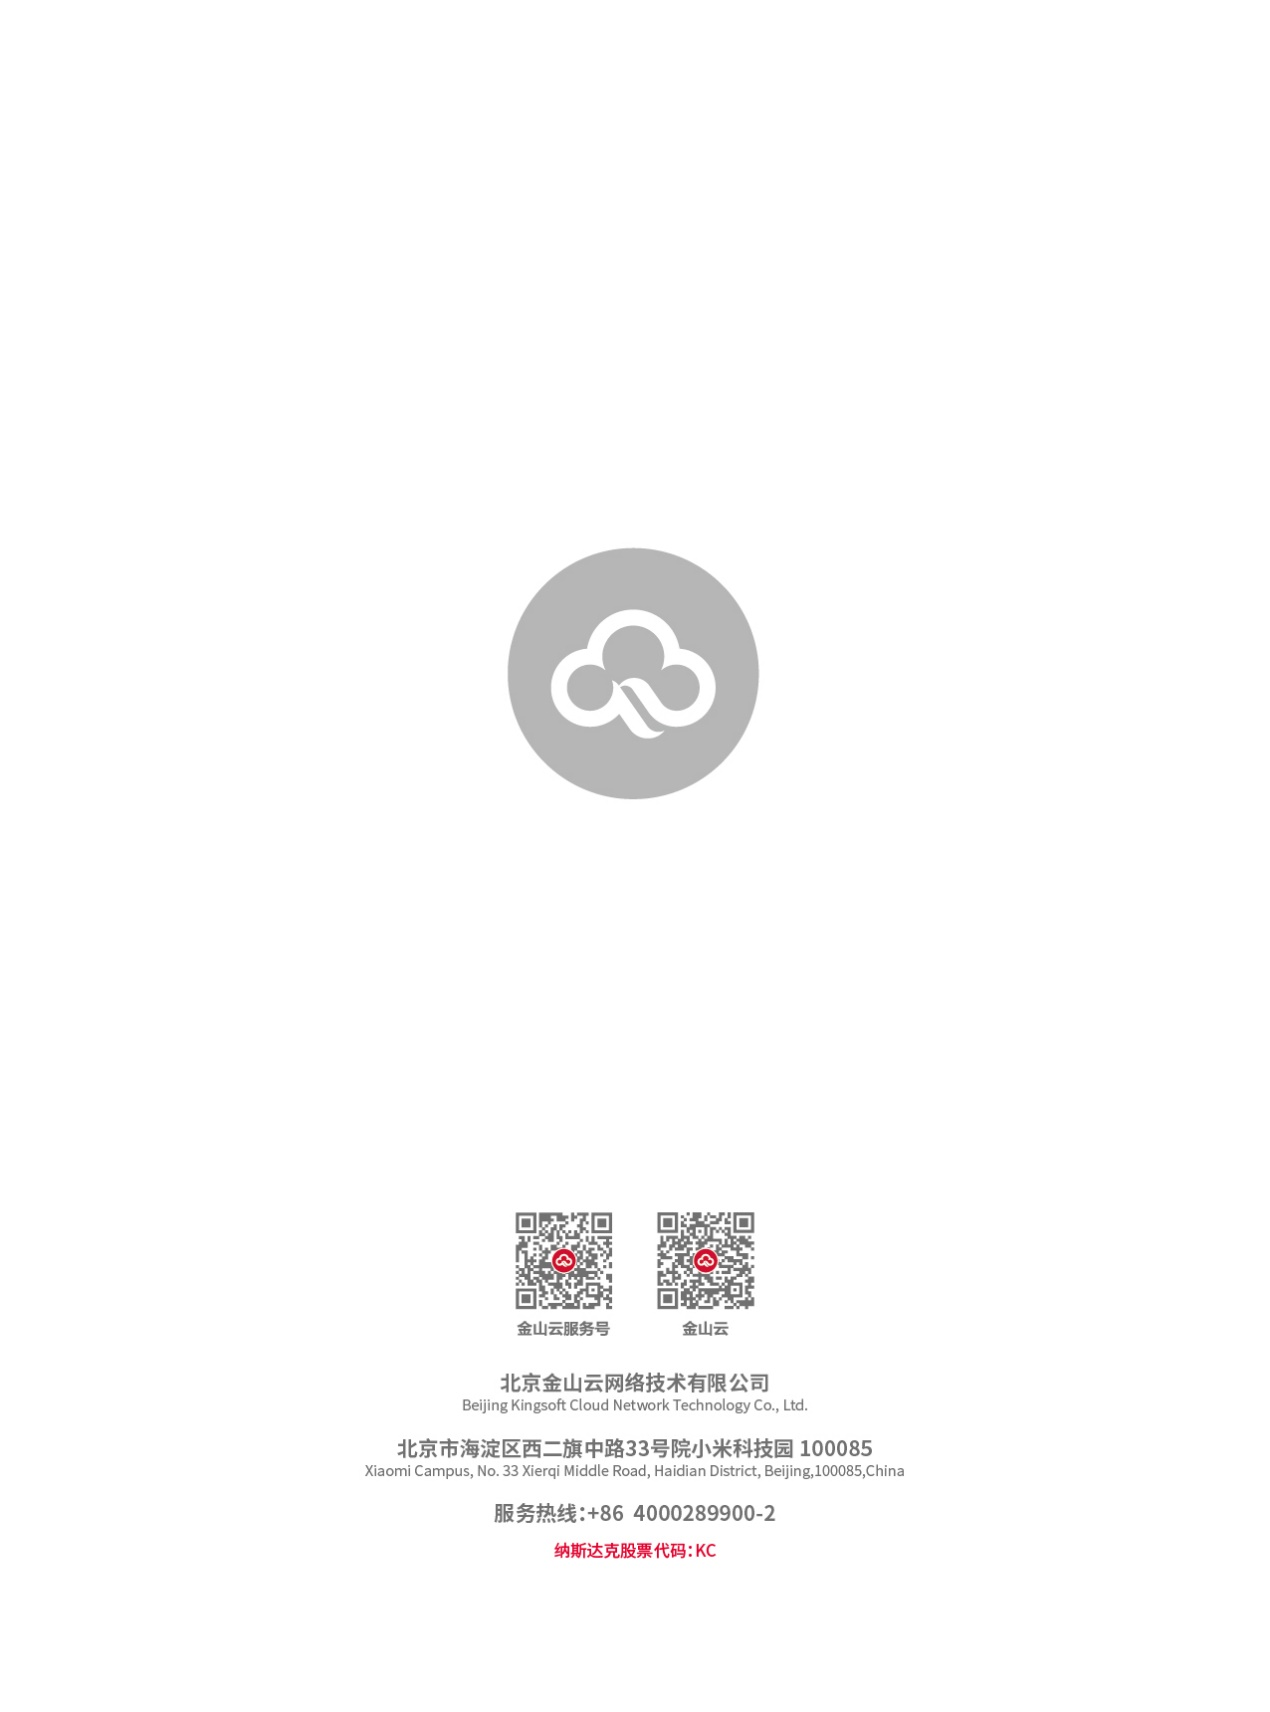 金山云服务号
金山云
北京金山云网络技术有限公司
Beijing Kingsoft Cloud Network Technology Co., Ltd.
北京市海淀区西二旗中路33号院小米科技园 100085
Xiaomi Campus, No. 33 Xierqi Middle Road, Haidian District, Beijing,100085,China
服务热线：+86 4000289900-2
纳斯达克股票代码：KC